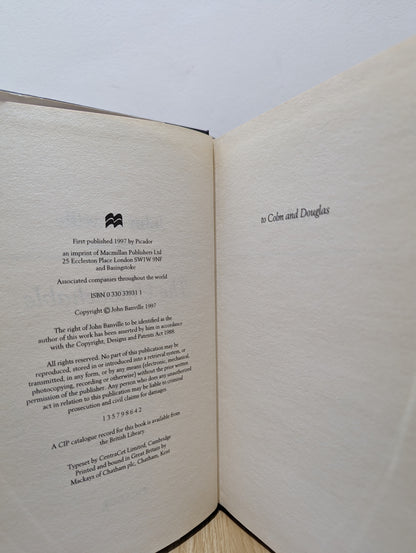 First published 1997 by Picador
an imprint of Macmillan Publishers Ltd
25 Eccleston Place London SW1W 9NF
and Basingstoke
Associated companies throughout the world
ISBN 0 330 33931 1
Copyright © John Banville 1997
The right of John Banville to be identified as the
author of this work has been asserted by him in accordance
with the Copyright, Designs and Patents Act 1988.
All rights reserved. No part of this publication may be
reproduced, stored in or introduced into a retrieval system, or
transmitted, in any form, or by any means (electronic, mechanical,
photocopying, recording or otherwise) without the prior written
permission of the publisher. Any person who does any unauthorized
act in relation to this publication may be liable to criminal
prosecution and civil claims for damages.
1 3 5 7 9 8 6 4 2
A CIP catalogue record for this book is available from
the British Library.
Typeset by CentraCet Limited, Cambridge
Printed and bound in Great Britain by
Mackays of Chatham plc, Chatham, Kent
to Colm and Douglas